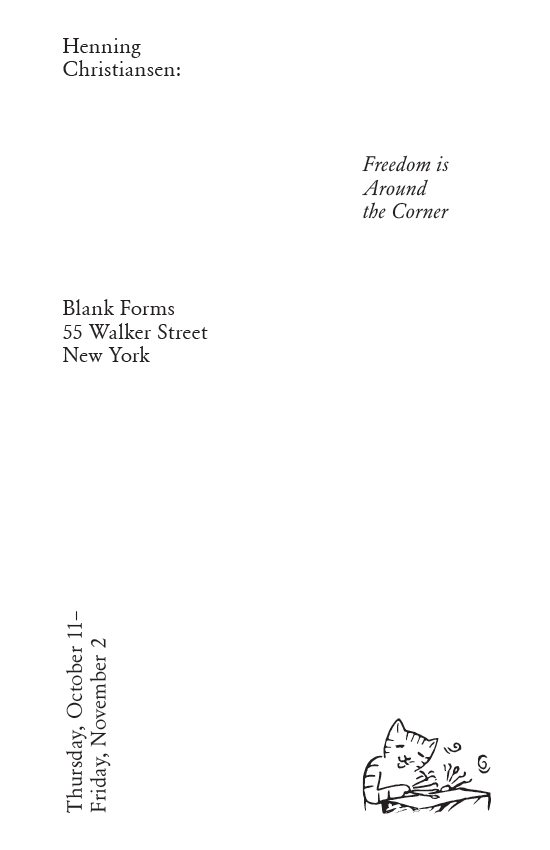 Henning
Christiansen:
Freedom is
Around
the Corner
Blank Forms
55 Walker Street
New York
Thursday, October 11–
Friday, November 2